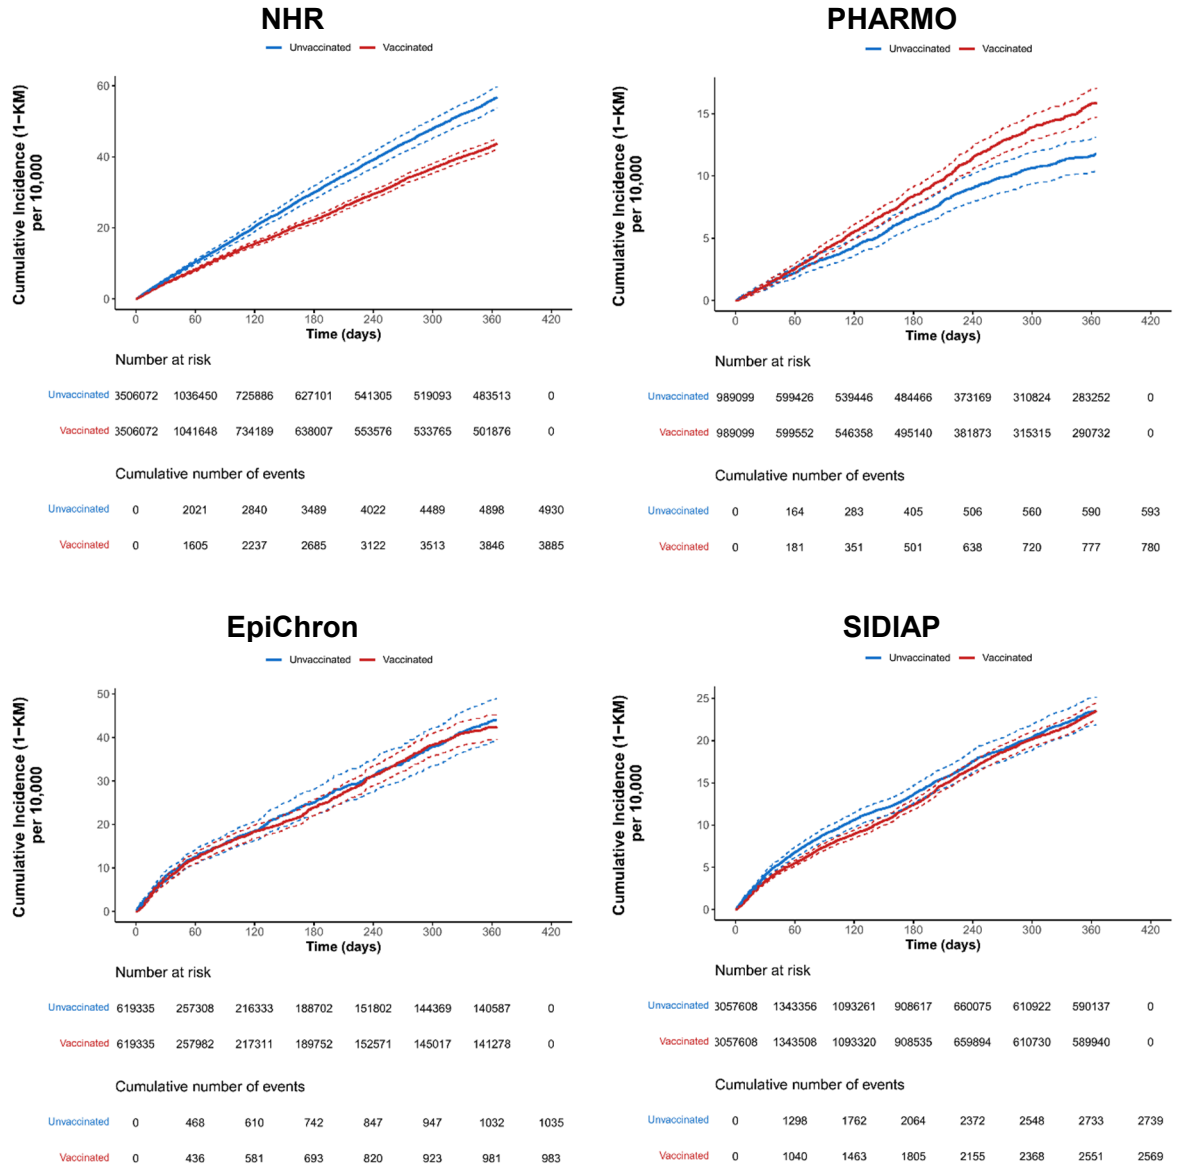 NHR
Unvaccinated Vaccinated
Cumulative Incidence (1−KM)
per 10,000
60
40
20
0
0 60 120 180 240 300 360 420
Time (days)
Number at risk
Unvaccinated 3506072 1036450 725886 627101 541305 519093 483513 0
Vaccinated 3506072 1041648 734189 638007 553576 533765 501876 0
Cumulative number of events
Unvaccinated 0 2021 2840 3489 4022 4489 4898 4930
Vaccinated 0 1605 2237 2685 3122 3513 3846 3885
PHARMO
Unvaccinated Vaccinated
Cumulative Incidence (1−KM)
per 10,000
15
10
5
0
0 60 120 180 240 300 360 420
Time (days)
Number at risk
Unvaccinated 989099 599426 539446 484466 373169 310824 283252 0
Vaccinated 989099 599552 546358 495140 381873 315315 290732 0
Cumulative number of events
Unvaccinated 0 164 283 405 506 560 590 593
Vaccinated 0 181 351 501 638 720 777 780
EpiChron
Unvaccinated Vaccinated
Cumulative Incidence (1−KM)
per 10,000
50
40
30
20
10
0
0 60 120 180 240 300 360 420
Time (days)
Number at risk
Unvaccinated 619335 257308 216333 188702 151802 144369 140587 0
Vaccinated 619335 257982 217311 189752 152571 145017 141278 0
Cumulative number of events
Unvaccinated 0 468 610 742 847 947 1032 1035
Vaccinated 0 436 581 693 820 923 981 983
SIDIAP
Unvaccinated Vaccinated
Cumulative Incidence (1−KM)
per 10,000
25
20
15
10
5
0
0 60 120 180 240 300 360 420
Time (days)
Number at risk
Unvaccinated 3057608 1343356 1093261 908617 660075 610922 590137 0
Vaccinated 3057608 1343508 1093320 908535 659894 610730 589940 0
Cumulative number of events
Unvaccinated 0 1298 1762 2064 2372 2548 2733 2739
Vaccinated 0 1040 1463 1805 2155 2368 2551 2569